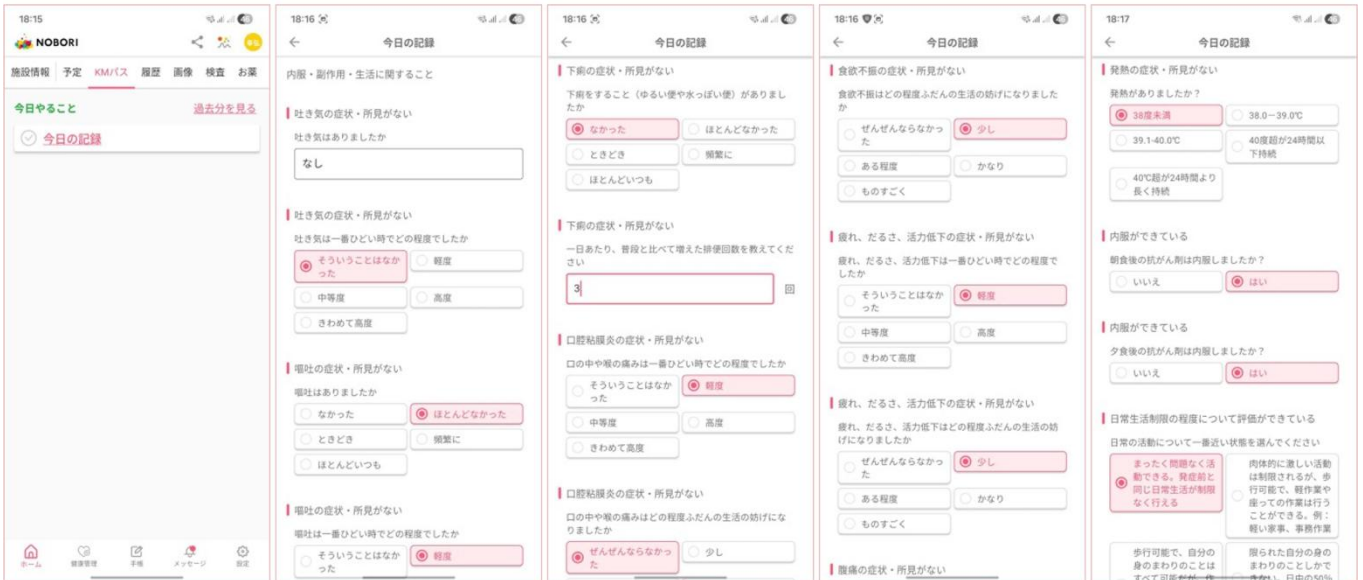 18:15
NOBORI
施設情報 予定 KMパス 履歴 画像 検査 お薬
今日やること 過去分を見る
今日の記録
ホーム 健康管理 手帳 メッセージ 設定
18:16
今日の記録
内服・副作用・生活に関すること
吐き気の症状・所見がない
吐き気はありましたか
なし
吐き気の症状・所見がない
吐き気は一番ひどい時でどの程度でしたか
そういうことはなか
った
軽度
中等度 高度
きわめて高度
嘔吐の症状・所見がない
嘔吐はありましたか
なかった ほとんどなかった
ときどき 頻繁に
ほとんどいつも
嘔吐の症状・所見がない
嘔吐は一番ひどい時でどの程度でしたか
そういうことはなか
った
軽度
18:16
今日の記録
下痢の症状・所見がない
下痢をすること（ゆるい便や水っぽい便）がありまし
たか
なかった ほとんどなかった
ときどき 頻繁に
ほとんどいつも
下痢の症状・所見がない
一日あたり、普段と比べて増えた排便回数を教えてくだ
さい
3 回
口腔粘膜炎の症状・所見がない
口の中や喉の痛みは一番ひどい時でどの程度でしたか
そういうことはなか
った
軽度
中等度 高度
きわめて高度
口腔粘膜炎の症状・所見がない
口の中や喉の痛みはどの程度ふだんの生活の妨げにな
りましたか
ぜんぜんならなかっ
た
少し
18:16
今日の記録
食欲不振の症状・所見がない
食欲不振はどの程度ふだんの生活の妨げになりました
か
ぜんぜんならなかっ
た
少し
ある程度 かなり
ものすごく
疲れ、だるさ、活力低下の症状・所見がない
疲れ、だるさ、活力低下は一番ひどい時でどの程度で
したか
そういうことはなか
った
軽度
中等度 高度
きわめて高度
疲れ、だるさ、活力低下の症状・所見がない
疲れ、だるさ、活力低下はどの程度ふだんの生活の妨
げになりましたか
ぜんぜんならなかっ
た
少し
ある程度 かなり
ものすごく
腹痛の症状・所見がない
18:17
今日の記録
発熱の症状・所見がない
発熱がありましたか？
38度未満 38.0－39.0℃
39.1-40.0℃
40度超が24時間以
下持続
40℃超が24時間より
長く持続
内服ができている
朝食後の抗がん剤は内服しましたか？
いいえ はい
内服ができている
夕食後の抗がん剤は内服しましたか？
いいえ はい
日常生活制限の程度について評価ができている
日常の活動について一番近い状態を選んでください
まったく問題なく活
動できる。発症前と
同じ日常生活が制限
なく行える
肉体的に激しい活動
は制限されるが、歩
行可能で、軽作業や
座っての作業は行う
ことができる。例：
軽い家事、事務作業
歩行可能で、自分の
身のまわりのことは
すべて可能だが、作
限られた自分の身の
まわりのことしかで
きない。日中の50%